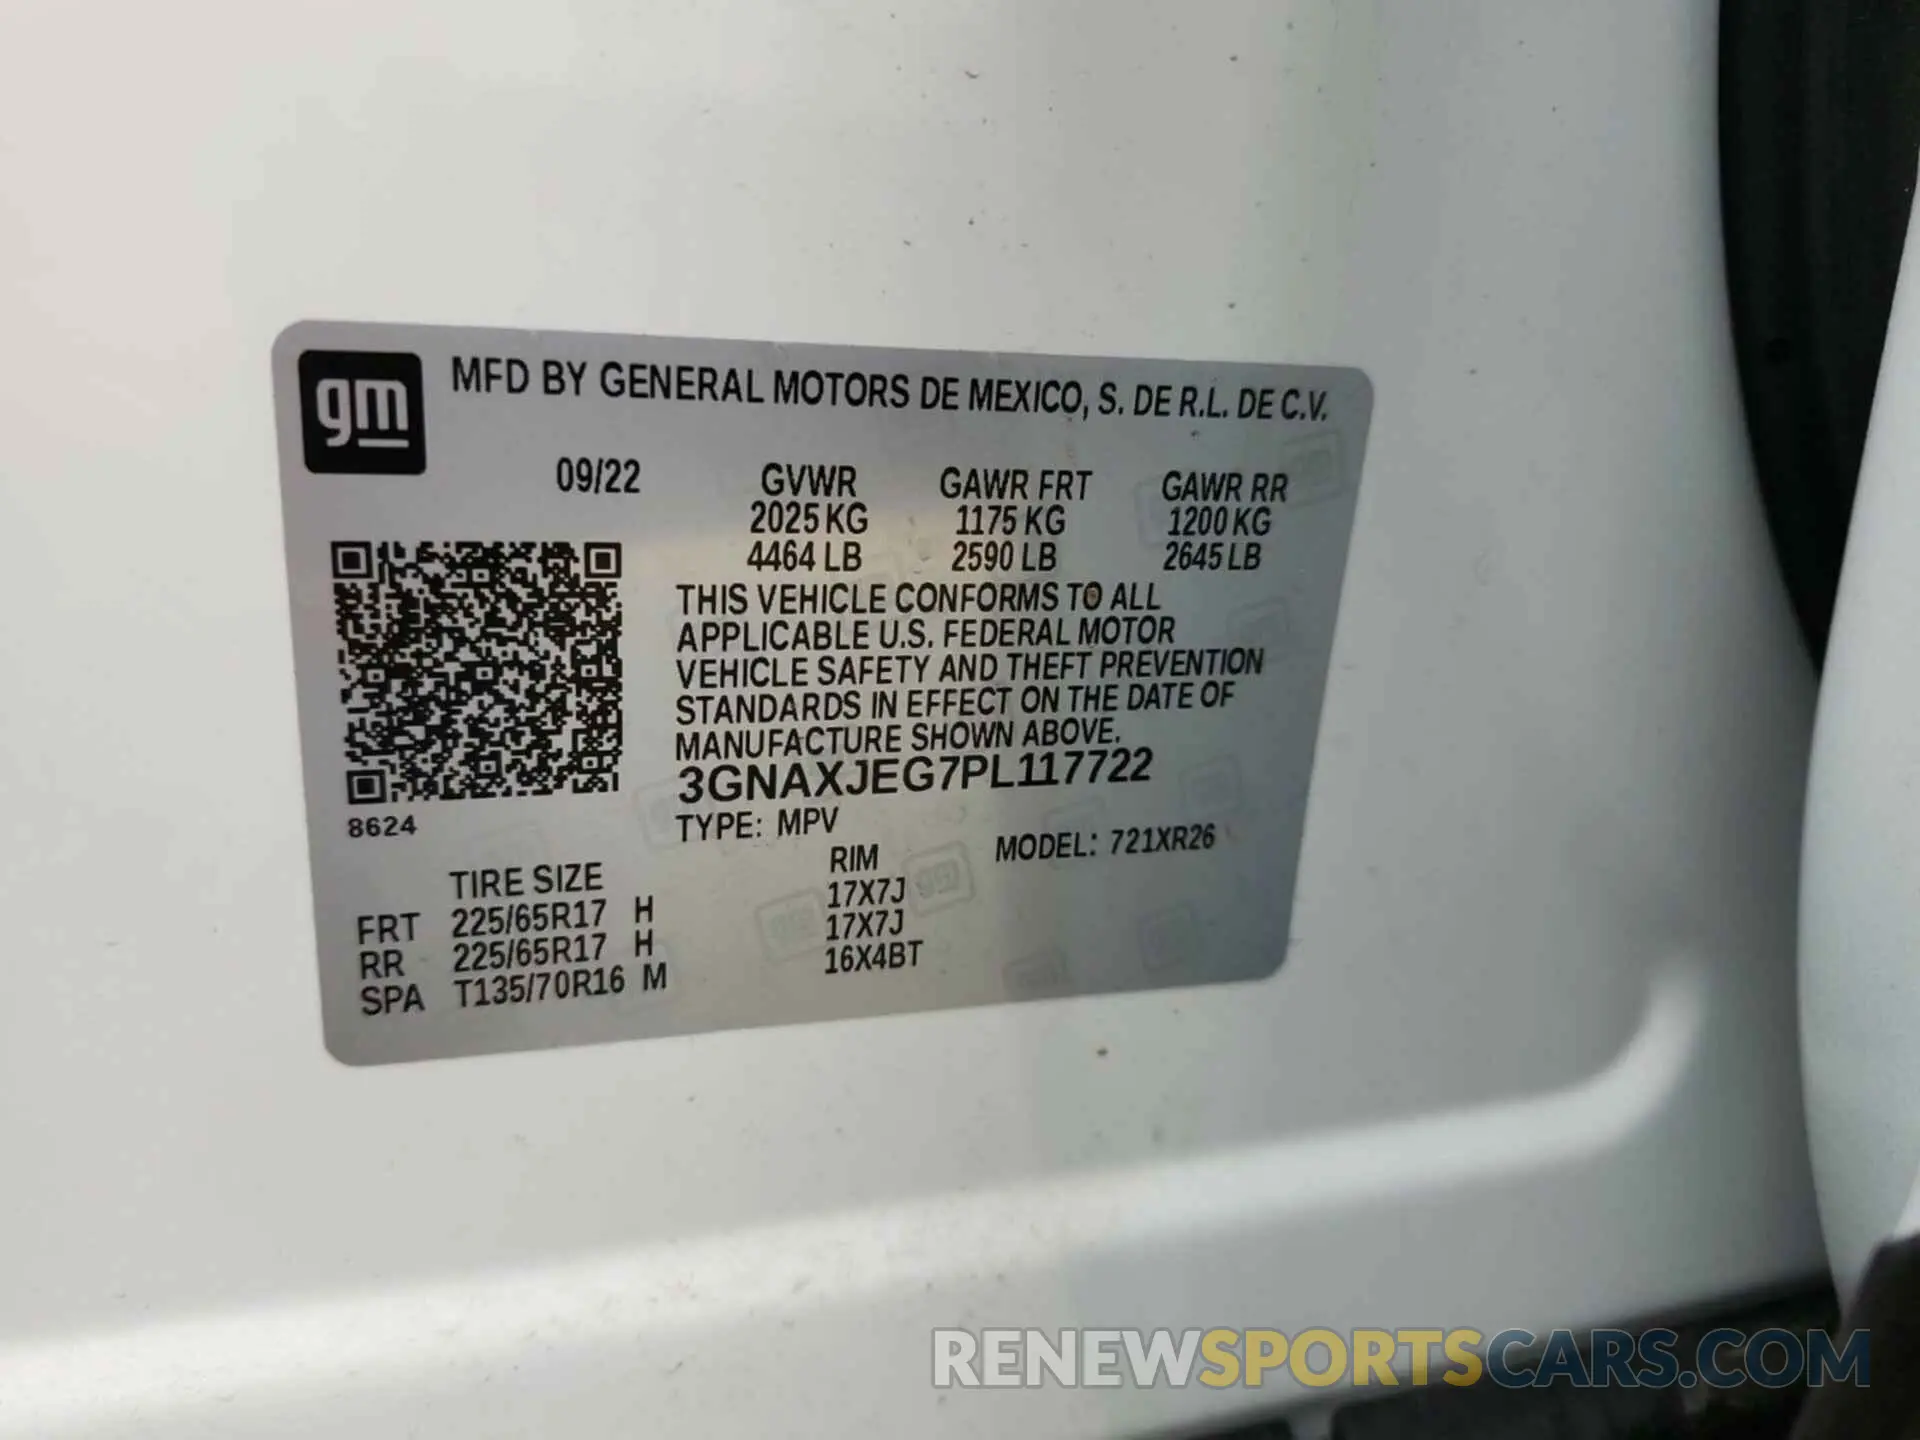 gm
MFD BY GENERAL MOTORS DE MEXICO, S. DE R.L. DE C.V.
09/22 GVWR GAWR FRT GAWR RR
2025 KG 1175 KG 1200 KG
4464 LB 2590 LB 2645 LB
THIS VEHICLE CONFORMS TO ALL
APPLICABLE U.S. FEDERAL MOTOR
VEHICLE SAFETY AND THEFT PREVENTION
STANDARDS IN EFFECT ON THE DATE OF
MANUFACTURE SHOWN ABOVE.
3GNAXJEG7PL117722
8624
TYPE: MPV
MODEL: 721XR26
TIRE SIZE RIM
FRT 225/65R17 H 17X7J
RR 225/65R17 H 17X7J
SPA T135/70R16 M 16X4BT
RENEWSPORTSCARS.COM